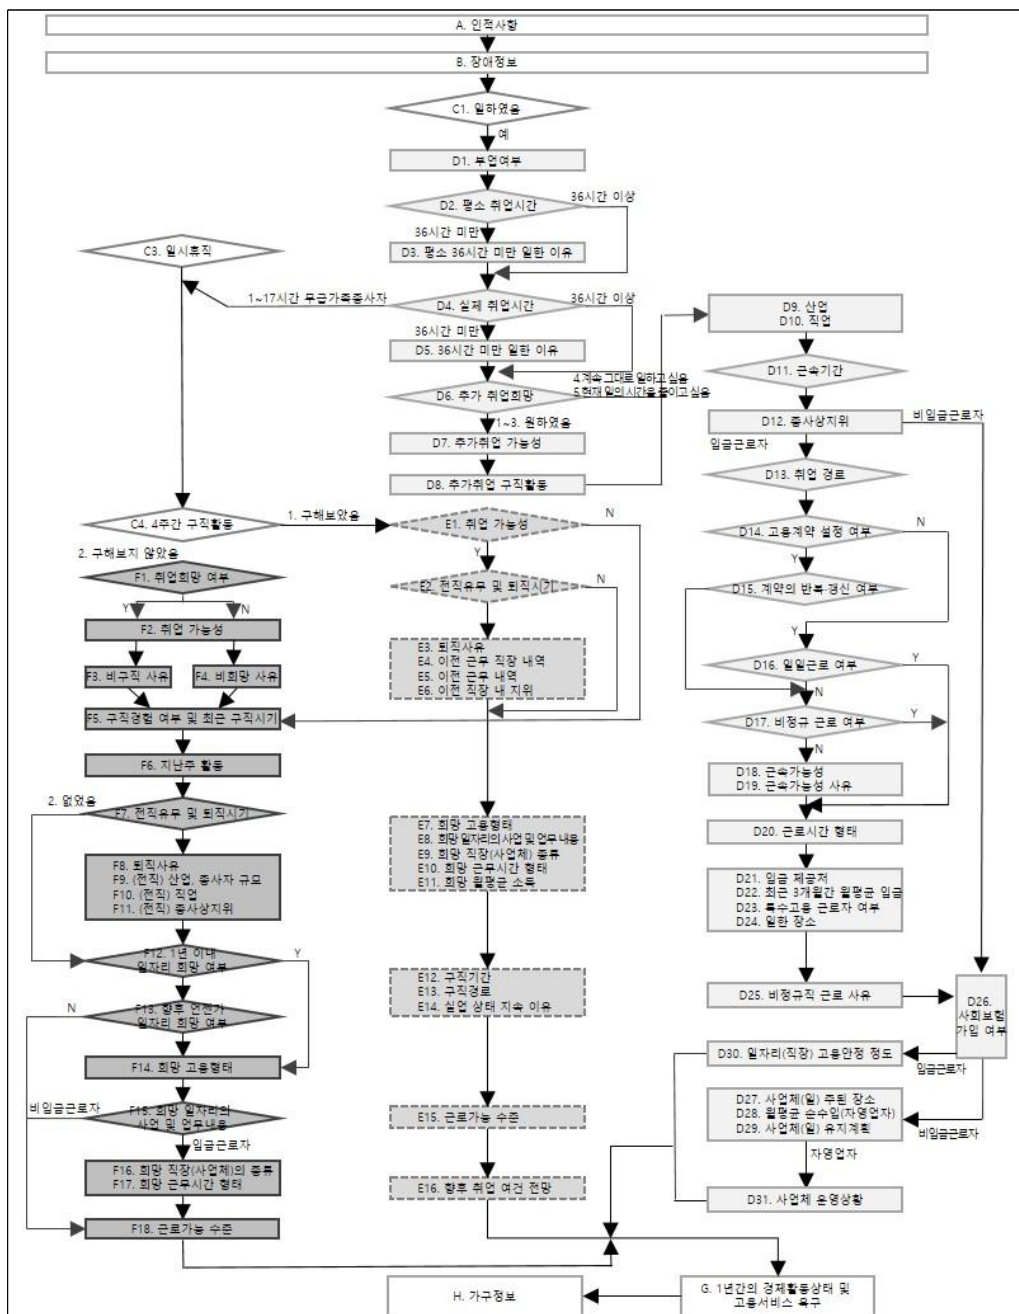 A. 인적사항
B. 장애정보
C1. 일하였음
예
D1. 부업여부
D2. 평소 취업시간
36시간 이상
36시간 미만
D3. 평소 36시간 미만 일한 이유
C3. 일시휴직
1~17시간 무급가족종사자
D4. 실제 취업시간
36시간 이상
36시간 미만
D5. 36시간 미만 일한 이유
4.계속 그대로 일하고 싶음
5.현재 일의 시간을 줄이고 싶음
D6. 추가 취업희망
1~3. 원하였음
D7. 추가취업 가능성
D8. 추가취업 구직활동
D9. 산업
D10. 직업
D11. 근속기간
D12. 종사상지위
비임금근로자
임금근로자
D13. 취업 경로
D14. 고용계약 설정 여부
N
Y
D15. 계약의 반복·갱신 여부
Y
D16. 일일근로 여부
Y
N
D17. 비정규 근로 여부
Y
N
D18. 근속가능성
D19. 근속가능성 사유
D20. 근로시간 형태
D21. 임금 제공처
D22. 최근 3개월간 월평균 임금
D23. 특수고용 근로자 여부
D24. 일한 장소
D25. 비정규직 근로 사유
D26.
사회보험
가입 여부
D30. 일자리(직장) 고용안정 정도
임금근로자
D27. 사업체(일) 주된 장소
D28. 월평균 순수입(자영업자)
D29. 사업체(일) 유지계획
비임금근로자
자영업자
D31. 사업체 운영상황
C4. 4주간 구직활동
1. 구해보았음
2. 구해보지 않았음
E1. 취업 가능성
N
Y
E2. 전직유무 및 퇴직시기
N
E3. 퇴직사유
E4. 이전 근무 직장 내역
E5. 이전 근무 내역
E6. 이전 직장 내 지위
E7. 희망 고용형태
E8. 희망 일자리의 사업 및 업무 내용
E9. 희망 직장(사업체) 종류
E10. 희망 근무시간 형태
E11. 희망 월평균 소득
E12. 구직기간
E13. 구직경로
E14. 실업 상태 지속 이유
E15. 근로가능 수준
E16. 향후 취업 여건 전망
F1. 취업희망 여부
Y
N
F2. 취업 가능성
F3. 비구직 사유
F4. 비희망 사유
F5. 구직경험 여부 및 최근 구직시기
F6. 지난주 활동
2. 없었음
F7. 전직유무 및 퇴직시기
F8. 퇴직사유
F9. (전직) 산업, 종사자 규모
F10. (전직) 직업
F11. (전직) 종사상지위
F12. 1년 이내
일자리 희망 여부
Y
F13. 향후 언젠가
일자리 희망 여부
N
F14. 희망 고용형태
F15. 희망 일자리의
사업 및 업무내용
비임금근로자
임금근로자
F16. 희망 직장(사업체)의 종류
F17. 희망 근무시간 형태
F18. 근로가능 수준
G. 1년간의 경제활동상태 및
고용서비스 욕구
H. 가구정보